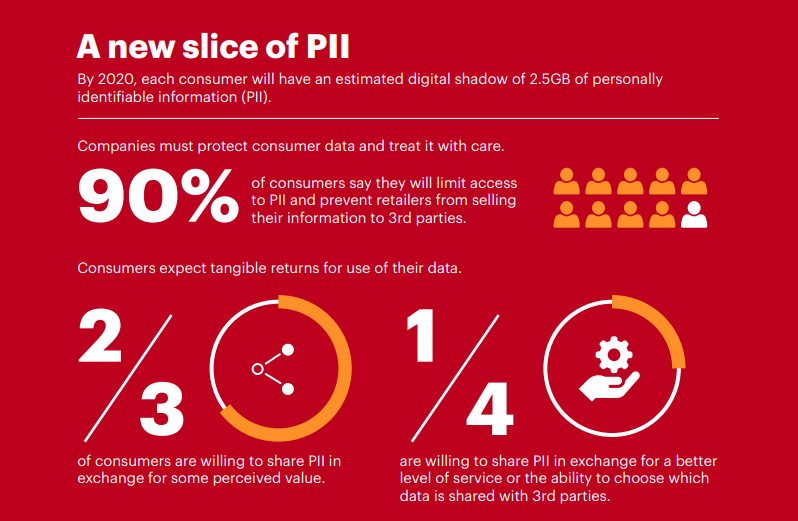 A new slice of PII
By 2020, each consumer will have an estimated digital shadow of 2.5GB of personally
identifiable information (PII).
Companies must protect consumer data and treat it with care.
90%
of consumers say they will limit access
to PII and prevent retailers from selling
their information to 3rd parties.
Consumers expect tangible returns for use of their data.
2/3
of consumers are willing to share PII in
exchange for some perceived value.
1/4
are willing to share PII in exchange for a better
level of service or the ability to choose which
data is shared with 3rd parties.